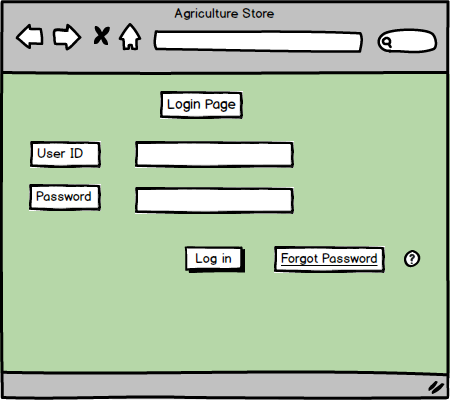 Agriculture Store
Login Page
User ID
Password
Log in
Forgot Password
?